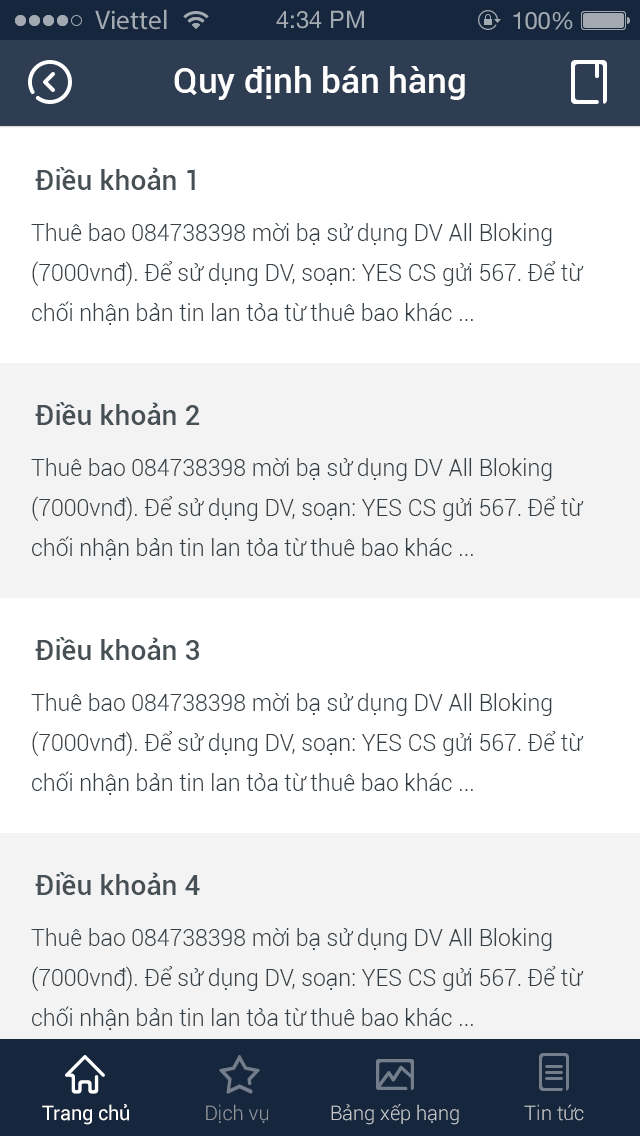 Viettel 4:34 PM 100%
Quy định bán hàng
Điều khoản 1
Thuê bao 084738398 mời bạ sử dụng DV All Bloking
(7000vnđ). Để sử dụng DV, soạn: YES CS gửi 567. Để từ
chối nhận bản tin lan tỏa từ thuê bao khác ...
Điều khoản 2
Thuê bao 084738398 mời bạ sử dụng DV All Bloking
(7000vnđ). Để sử dụng DV, soạn: YES CS gửi 567. Để từ
chối nhận bản tin lan tỏa từ thuê bao khác ...
Điều khoản 3
Thuê bao 084738398 mời bạ sử dụng DV All Bloking
(7000vnđ). Để sử dụng DV, soạn: YES CS gửi 567. Để từ
chối nhận bản tin lan tỏa từ thuê bao khác ...
Điều khoản 4
Thuê bao 084738398 mời bạ sử dụng DV All Bloking
(7000vnđ). Để sử dụng DV, soạn: YES CS gửi 567. Để từ
chối nhận bản tin lan tỏa từ thuê bao khác ...
Trang chủ Dịch vụ Bảng xếp hạng Tin tức